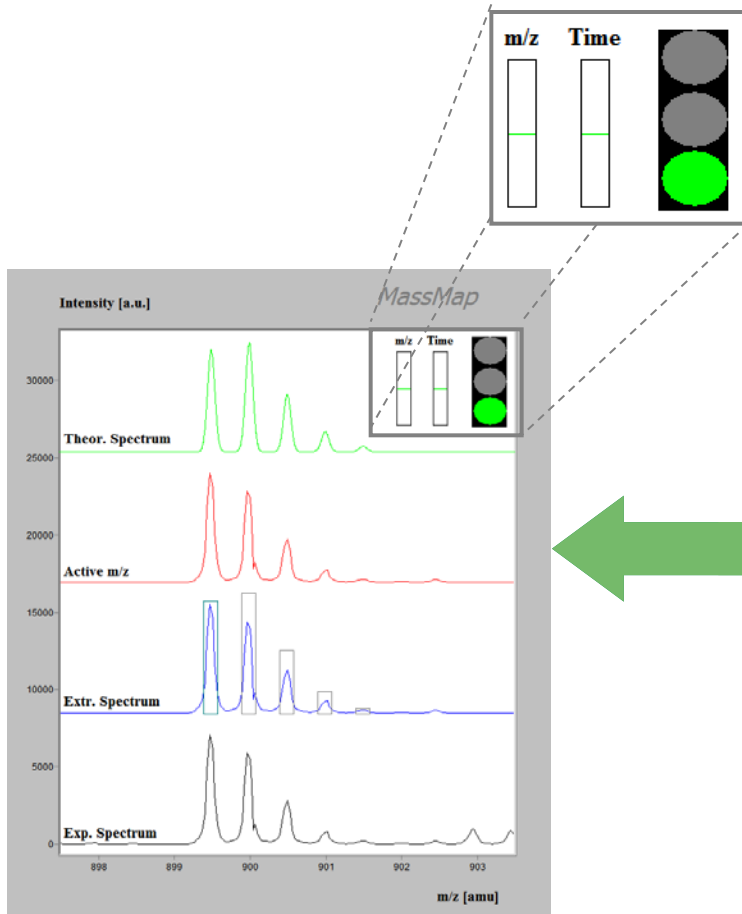 m/z Time
MassMap
Intensity [a.u.]
m/z / Time
30000
Theor. Spectrum
25000
20000
Active m/z
15000
10000
Extr. Spectrum
5000
Exp. Spectrum
0
898 899 900 901 902 903
m/z [amu]